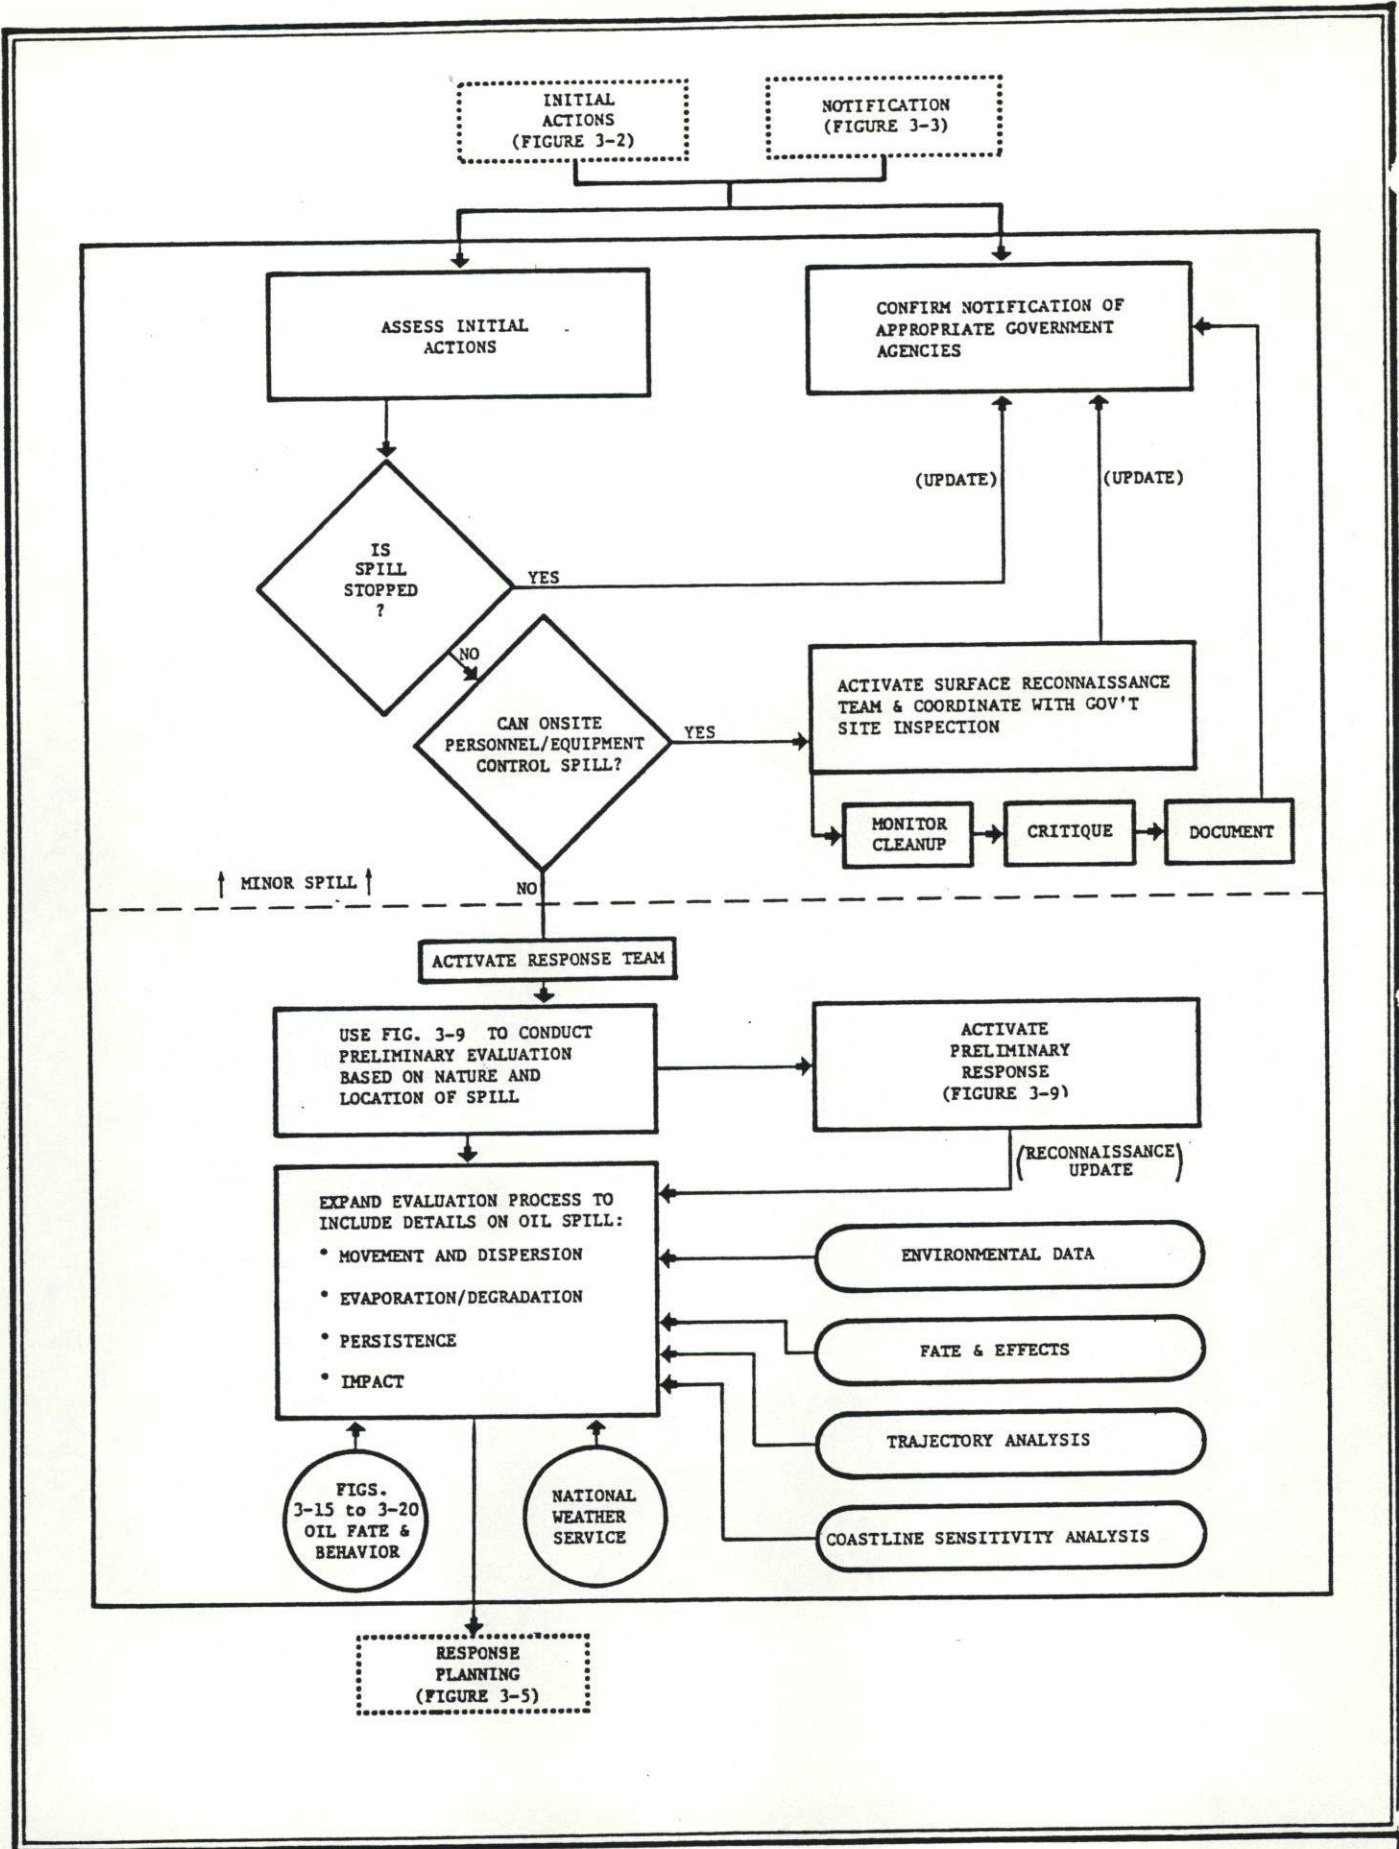 INITIAL
ACTIONS
(FIGURE 3-2)
NOTIFICATION
(FIGURE 3-3)
ASSESS INITIAL
ACTIONS
CONFIRM NOTIFICATION OF
APPROPRIATE GOVERNMENT
AGENCIES
(UPDATE)
(UPDATE)
IS
SPILL
STOPPED
?
YES
NO
CAN ONSITE
PERSONNEL/EQUIPMENT
CONTROL SPILL?
YES
ACTIVATE SURFACE RECONNAISSANCE
TEAM & COORDINATE WITH GOV'T
SITE INSPECTION
MONITOR
CLEANUP
CRITIQUE
DOCUMENT
MINOR SPILL
NO
ACTIVATE RESPONSE TEAM
USE FIG. 3-9 TO CONDUCT
PRELIMINARY EVALUATION
BASED ON NATURE AND
LOCATION OF SPILL
ACTIVATE
PRELIMINARY
RESPONSE
(FIGURE 3-9)
(RECONNAISSANCE
UPDATE)
EXPAND EVALUATION PROCESS TO
INCLUDE DETAILS ON OIL SPILL:
• MOVEMENT AND DISPERSION
• EVAPORATION/DEGRADATION
• PERSISTENCE
• IMPACT
ENVIRONMENTAL DATA
FATE & EFFECTS
TRAJECTORY ANALYSIS
COASTLINE SENSITIVITY ANALYSIS
FIGS.
3-15 to 3-20
OIL FATE &
BEHAVIOR
NATIONAL
WEATHER
SERVICE
RESPONSE
PLANNING
(FIGURE 3-5)